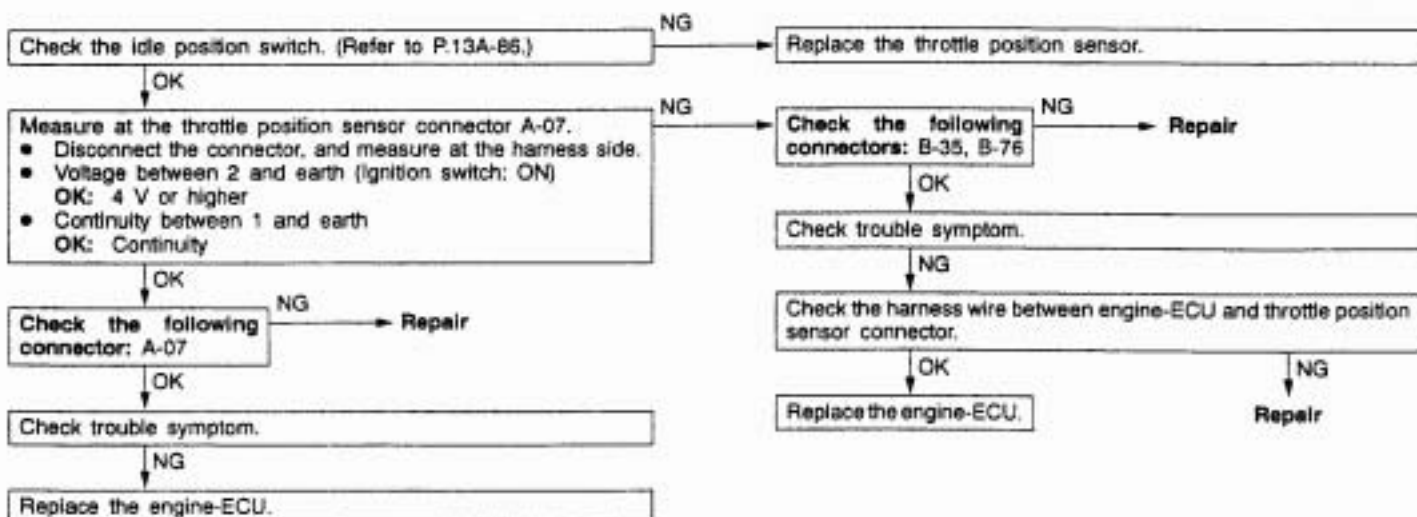 Check the idle position switch. (Refer to P.13A-86.)
NG
Replace the throttle position sensor.
OK
Measure at the throttle position sensor connector A-07.
● Disconnect the connector, and measure at the harness side.
● Voltage between 2 and earth (Ignition switch: ON)
OK: 4 V or higher
● Continuity between 1 and earth
OK: Continuity
NG
Check the following
connectors: B-35, B-76
NG
Repair
OK
Check trouble symptom.
NG
Check the harness wire between engine-ECU and throttle position
sensor connector.
OK
NG
Replace the engine-ECU.
Repair
OK
Check the following
connector: A-07
NG
Repair
OK
Check trouble symptom.
NG
Replace the engine-ECU.